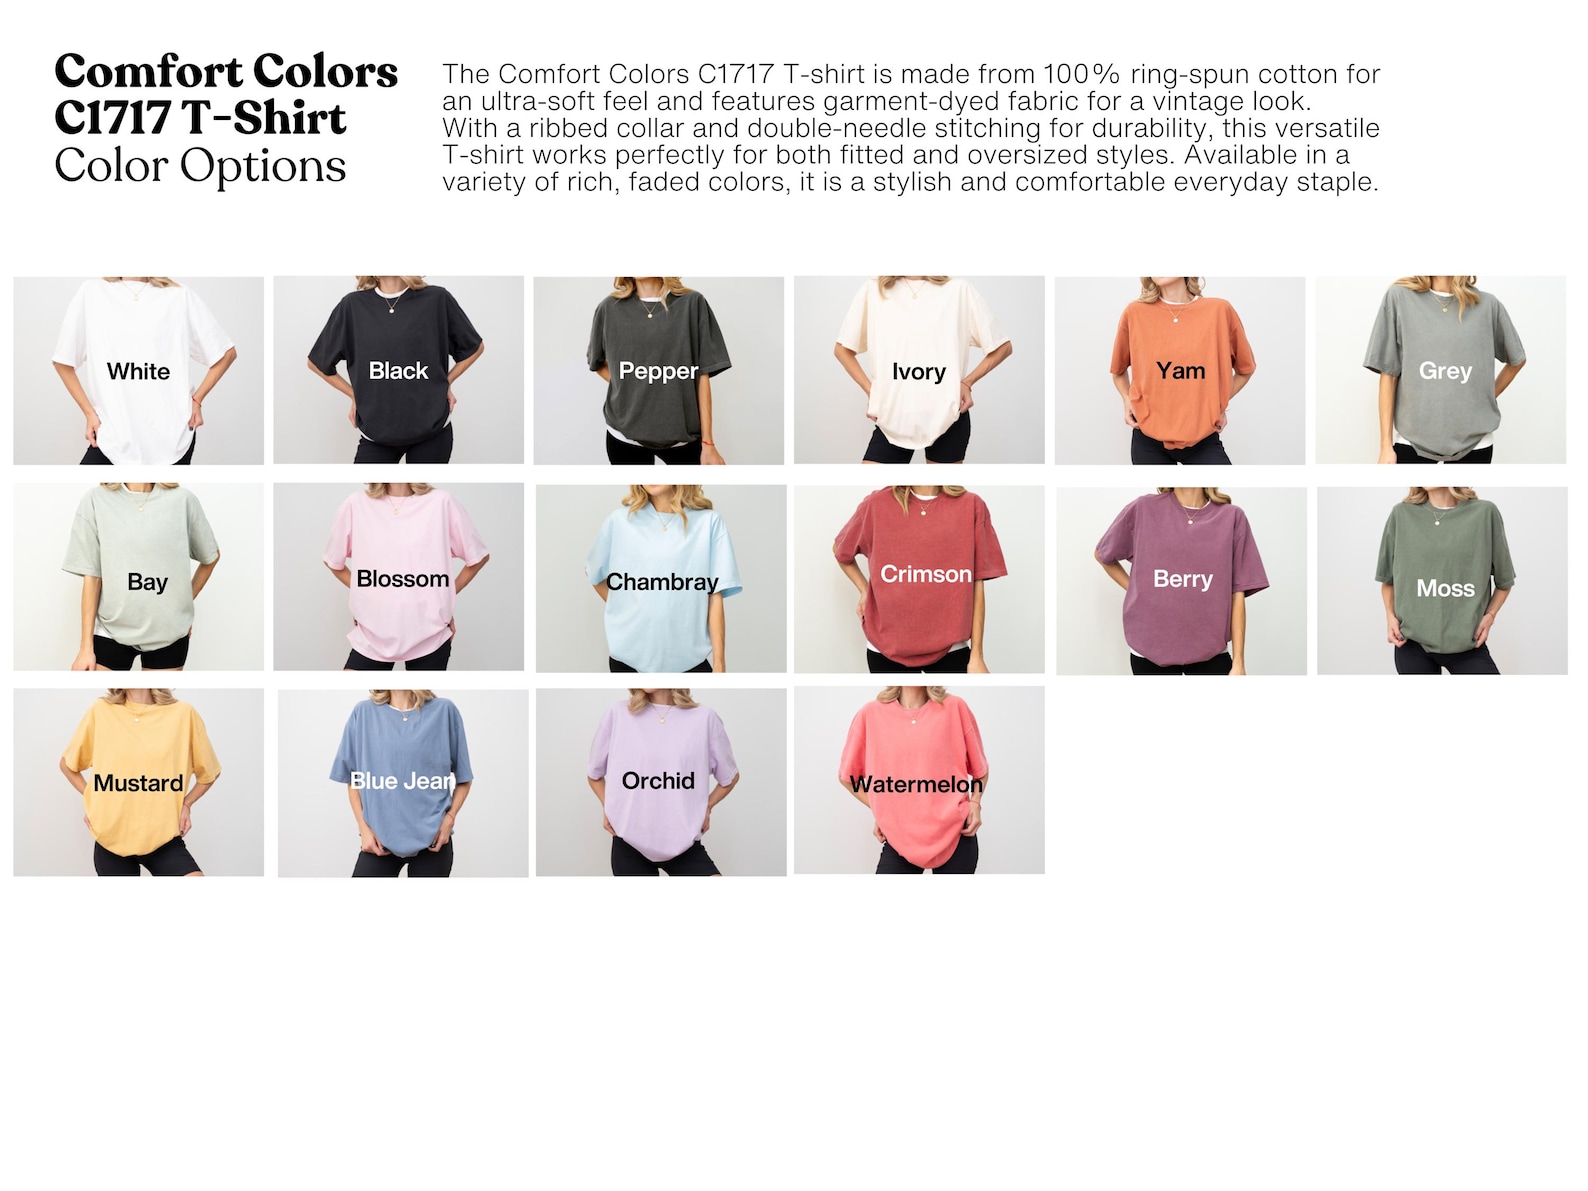 Comfort Colors
C1717 T-Shirt
Color Options
The Comfort Colors C1717 T-shirt is made from 100% ring-spun cotton for
an ultra-soft feel and features garment-dyed fabric for a vintage look.
With a ribbed collar and double-needle stitching for durability, this versatile
T-shirt works perfectly for both fitted and oversized styles. Available in a
variety of rich, faded colors, it is a stylish and comfortable everyday staple.
White
Black
Pepper
Ivory
Yam
Grey
Bay
Blossom
Chambray
Crimson
Berry
Moss
Mustard
Blue Jean
Orchid
Watermelon